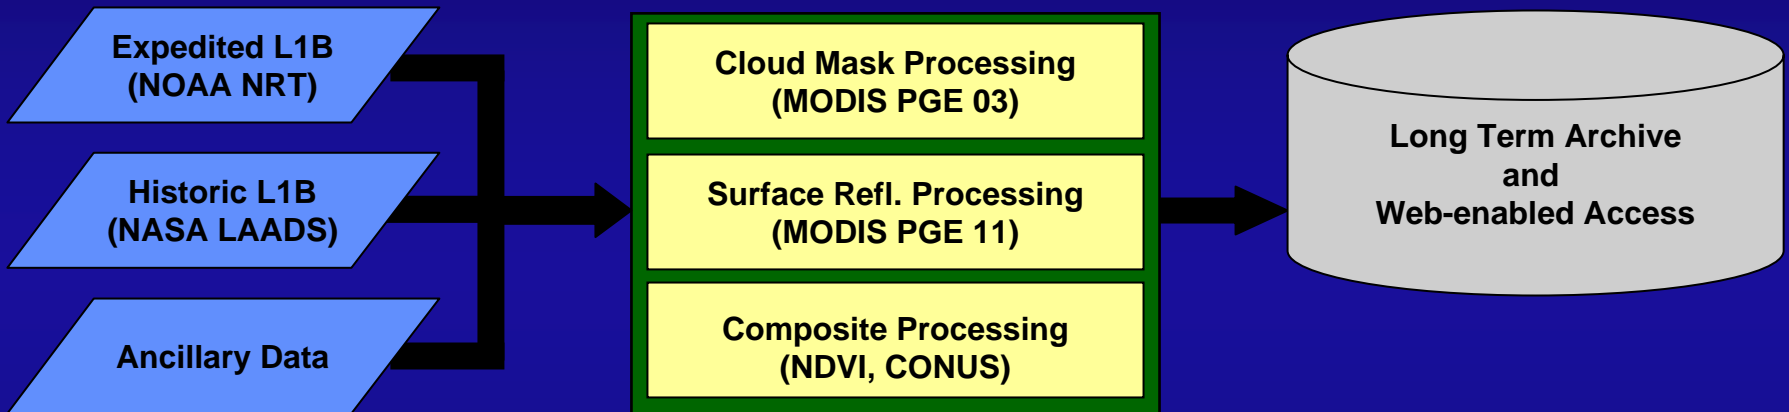 Expedited L1B
(NOAA NRT)
Historic L1B
(NASA LAADS)
Ancillary Data
Cloud Mask Processing
(MODIS PGE 03)
Surface Refl. Processing
(MODIS PGE 11)
Composite Processing
(NDVI, CONUS)
Long Term Archive
and
Web-enabled Access